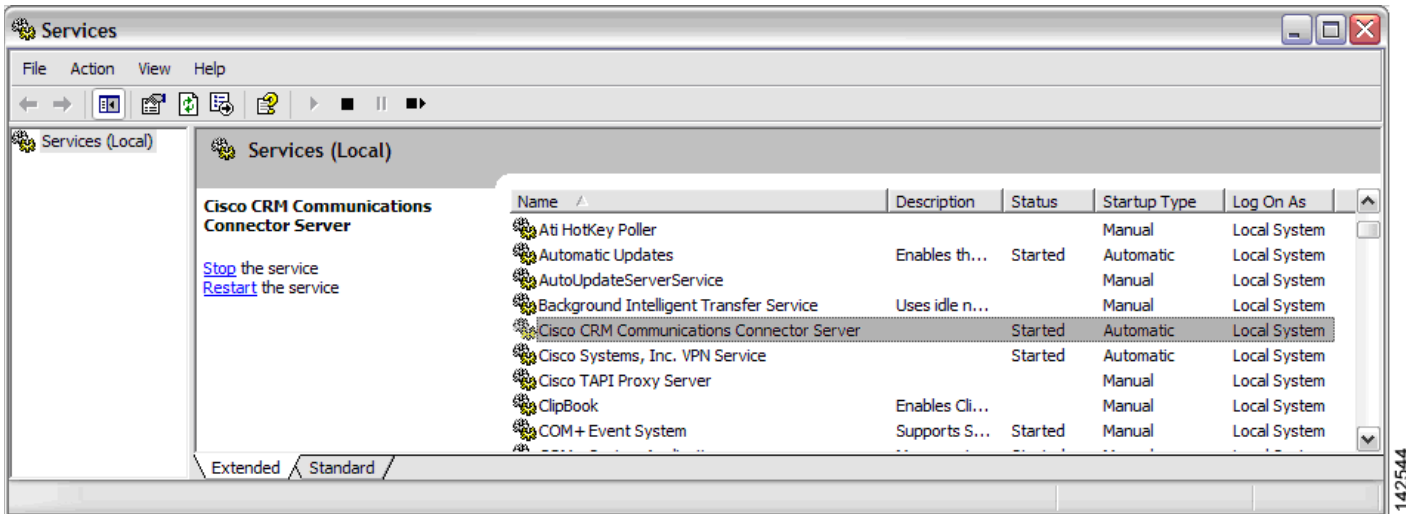 Services
File Action View Help
Services (Local)
Services (Local)
Cisco CRM Communications
Connector Server
Stop the service
Restart the service
Name Description Status Startup Type Log On As
Ati HotKey Poller Manual Local System
Automatic Updates Enables th... Started Automatic Local System
AutoUpdateServerService Manual Local System
Background Intelligent Transfer Service Uses idle n... Manual Local System
Cisco CRM Communications Connector Server Started Automatic Local System
Cisco Systems, Inc. VPN Service Started Automatic Local System
Cisco TAPI Proxy Server Manual Local System
ClipBook Enables Cli... Manual Local System
COM+ Event System Supports S... Started Manual Local System
Extended Standard
142544